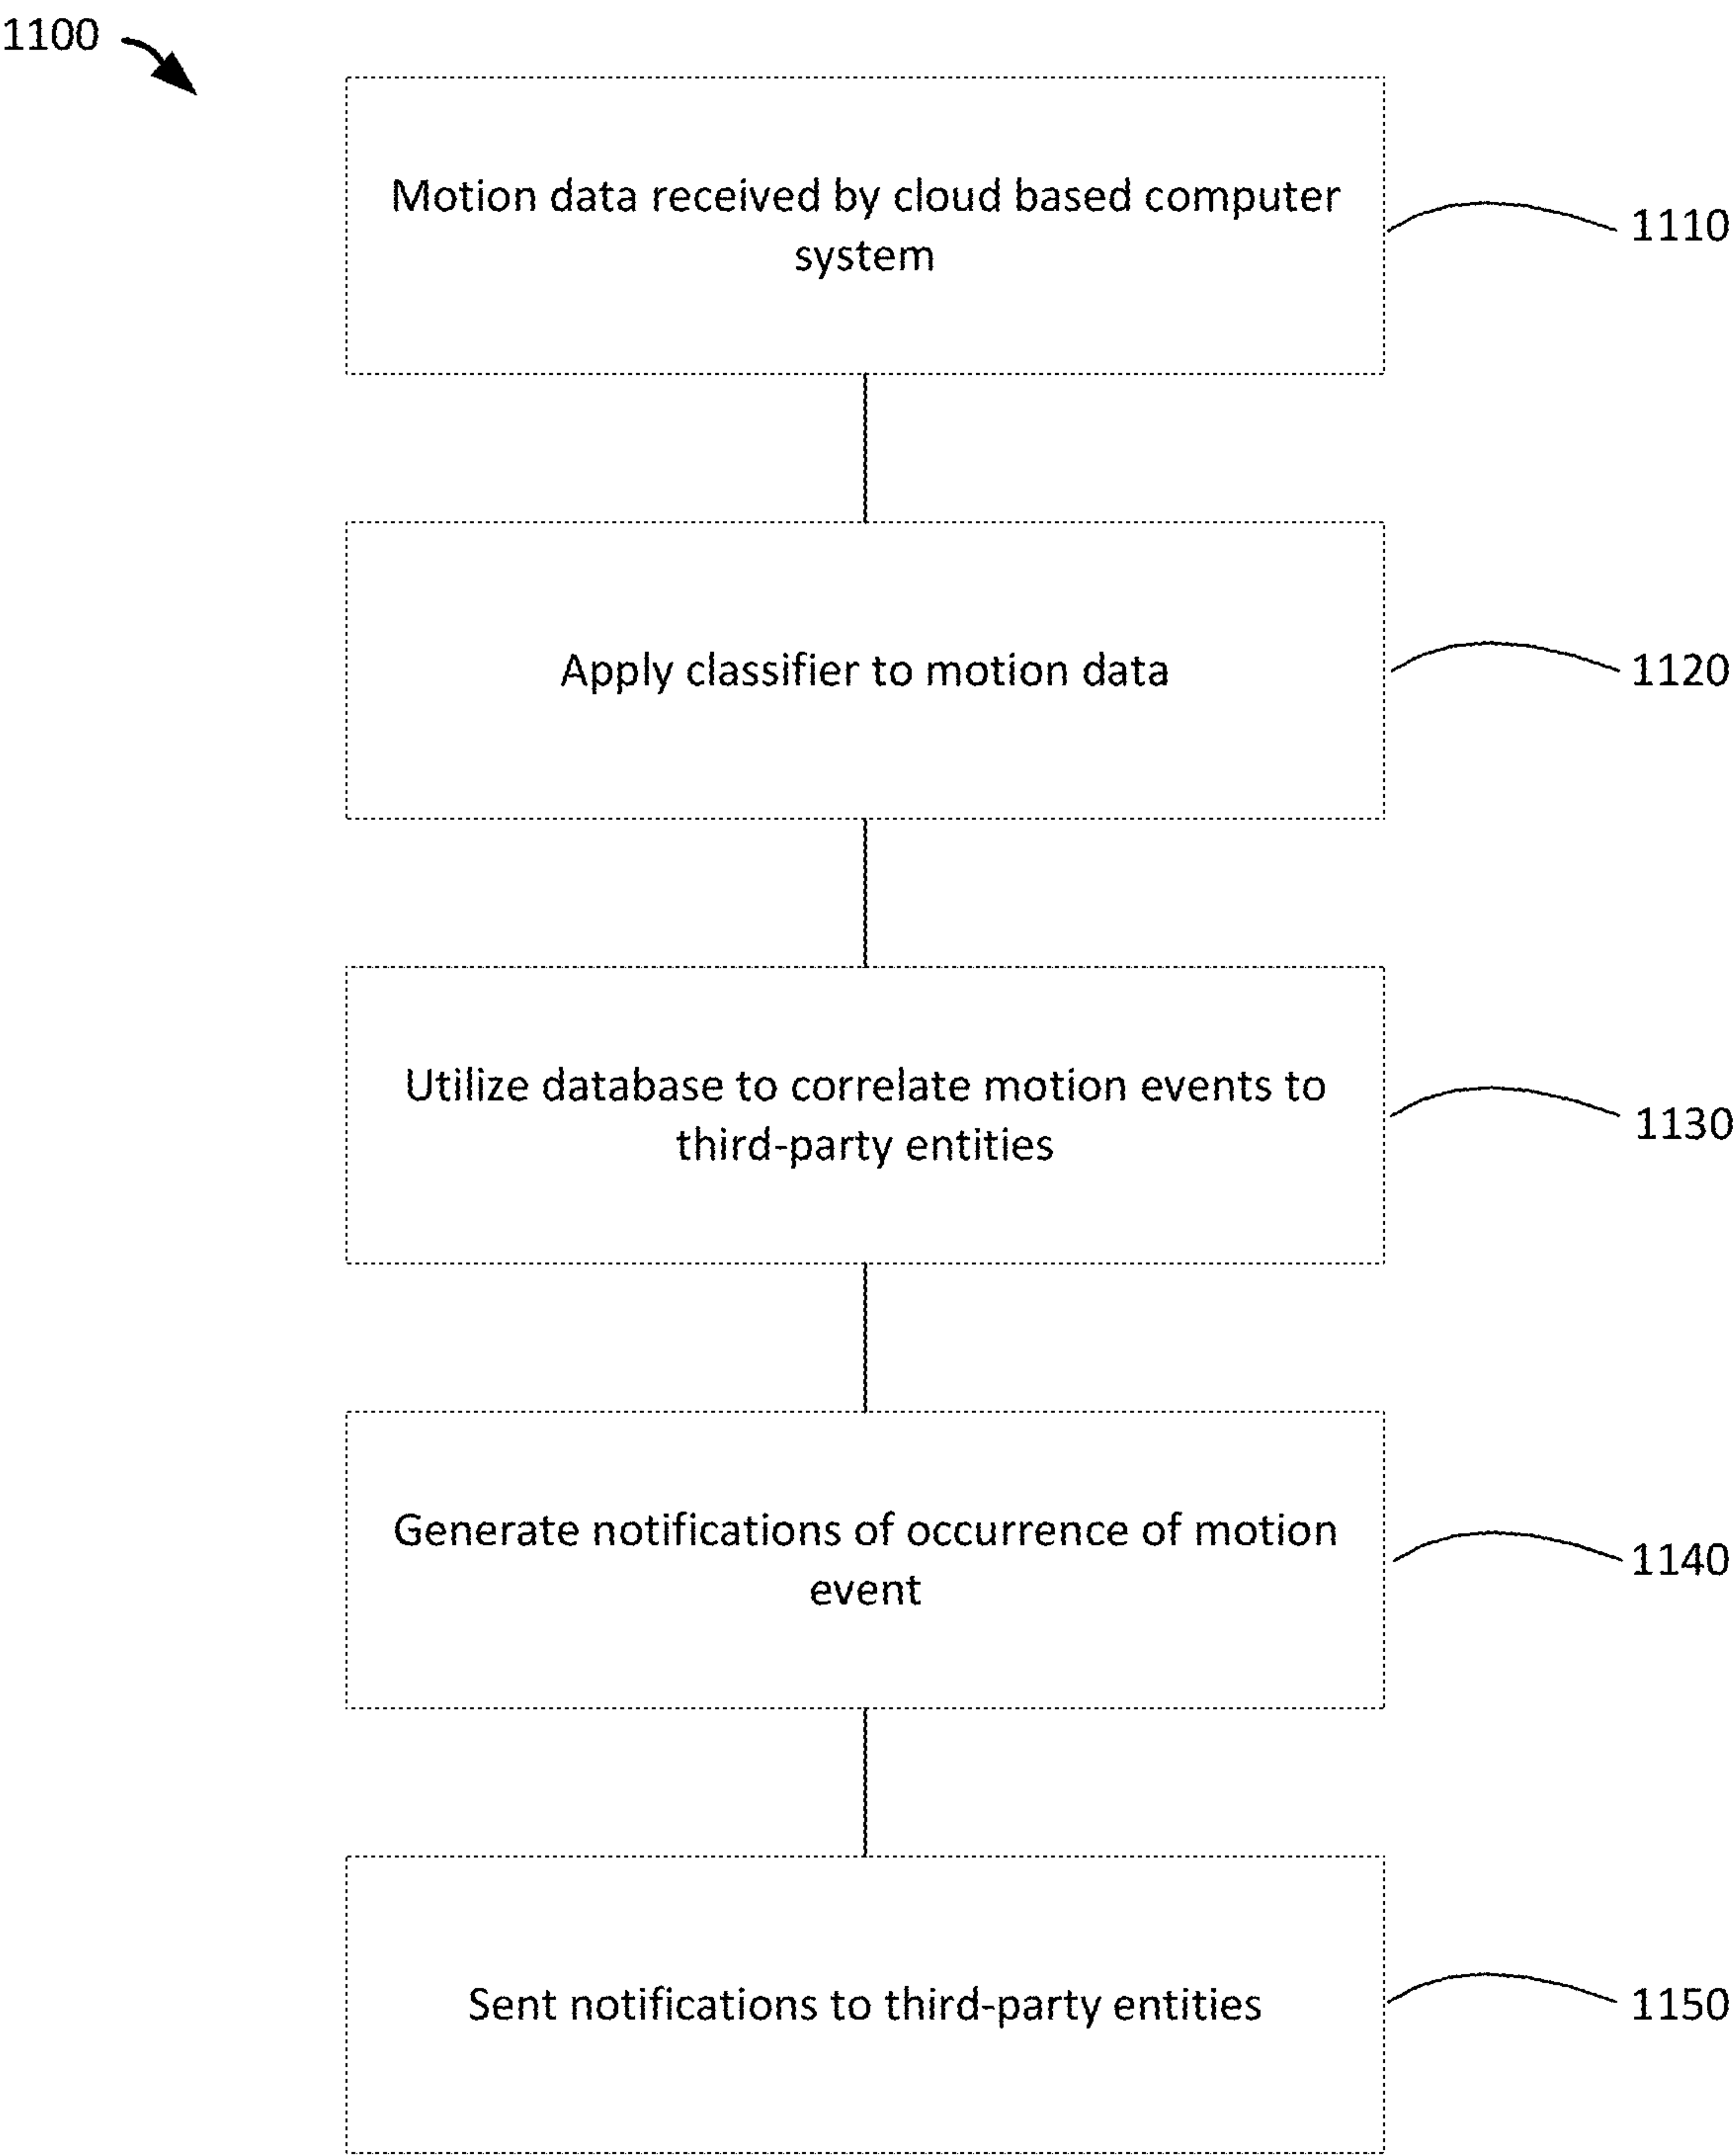 1100
Motion data received by cloud based computer
system
1110
Apply classifier to motion data
1120
Utilize database to correlate motion events to
third-party entities
1130
Generate notifications of occurrence of motion
event
1140
Sent notifications to third-party entities
1150